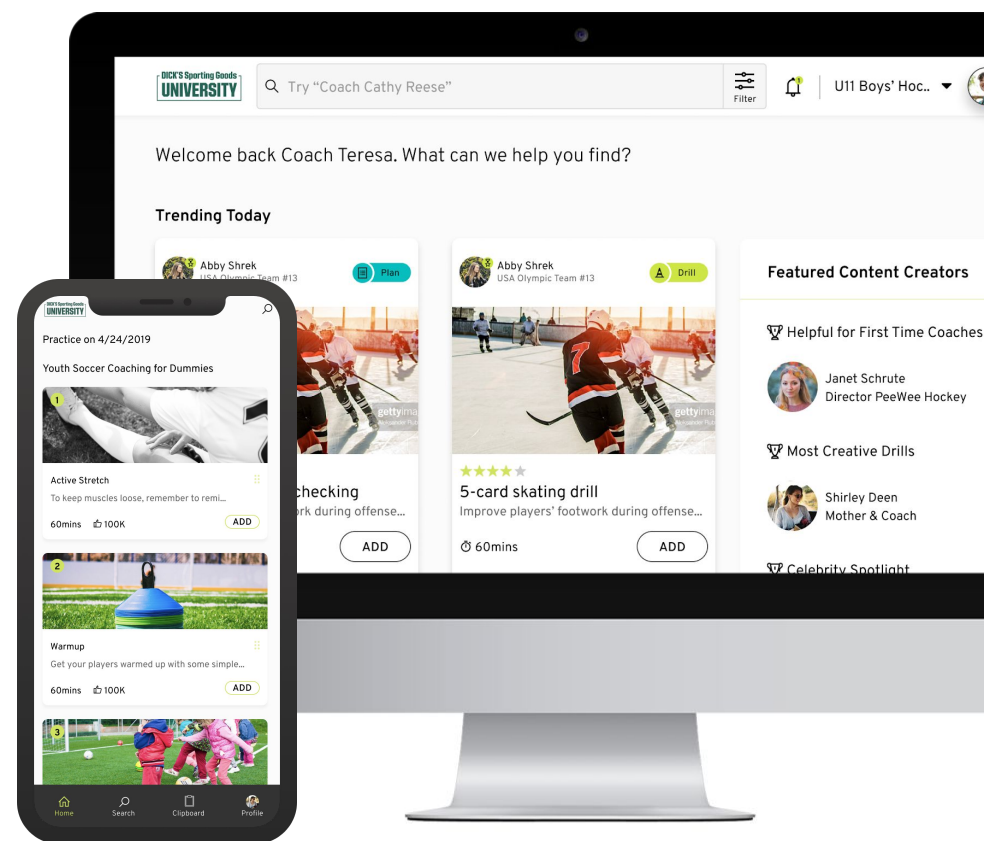 DICK'S Sporting Goods
UNIVERSITY
Try “Coach Cathy Reese”
Filter
1
U11 Boys’ Hoc..
Welcome back Coach Teresa. What can we help you find?
Trending Today
Abby Shrek
USA Olympic Team #13
Plan
checking
ork during offense...
ADD
Abby Shrek
USA Olympic Team #13
Drill
7
gettyima
gettyima
5-card skating drill
Improve players’ footwork during offense...
60mins
ADD
Featured Content Creators
Helpful for First Time Coaches
Janet Schrute
Director PeeWee Hockey
Most Creative Drills
Shirley Deen
Mother & Coach
Celebrity Spotlight
DICK'S Sporting Goods
UNIVERSITY
Practice on 4/24/2019
Youth Soccer Coaching for Dummies
1
Active Stretch
To keep muscles loose, remember to remi...
60mins 100K
ADD
2
Warmup
Get your players warmed up with some simple...
60mins 100K
ADD
3
Home Search Clipboard Profile